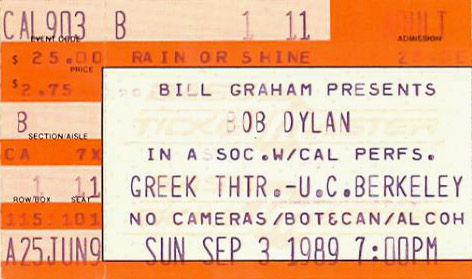 CAL903 B 1 11 ADULT
EVENT CODE ADMISSION
$ 25.00 RAIN OR SHINE
PRICE
$2.75 BILL GRAHAM PRESENTS
B BOB DYLAN
SECTION/AISLE
CA 7X IN ASSOC.W/CAL PERFS.
1 11 GREEK THTR.-U.C.BERKELEY
ROW/BOX SEAT
115 101 NO CAMERAS/BOT&CAN/ALCOH
A25JUN9 SUN SEP 3 1989 7:00PM